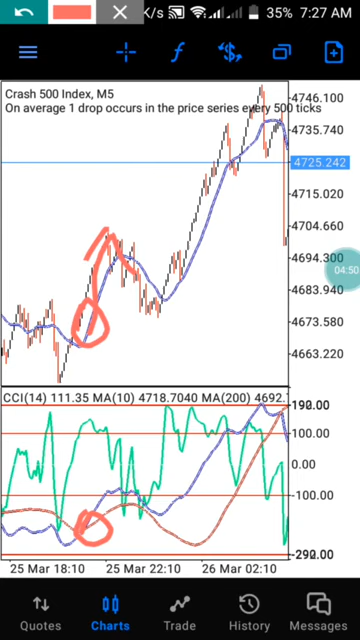 K/s 35% 7:27 AM
Crash 500 Index, M5
On average 1 drop occurs in the price series every 500 ticks
4746.100
4735.740
4725.242
4715.020
4704.660
4694.300
04:50
4683.940
4673.580
4663.220
CCI(14) 111.35 MA(10) 4718.7040 MA(200) 4692.
100.00
0.00
-100.00
25 Mar 18:10 25 Mar 22:10 26 Mar 02:10
Quotes Charts Trade History Messages